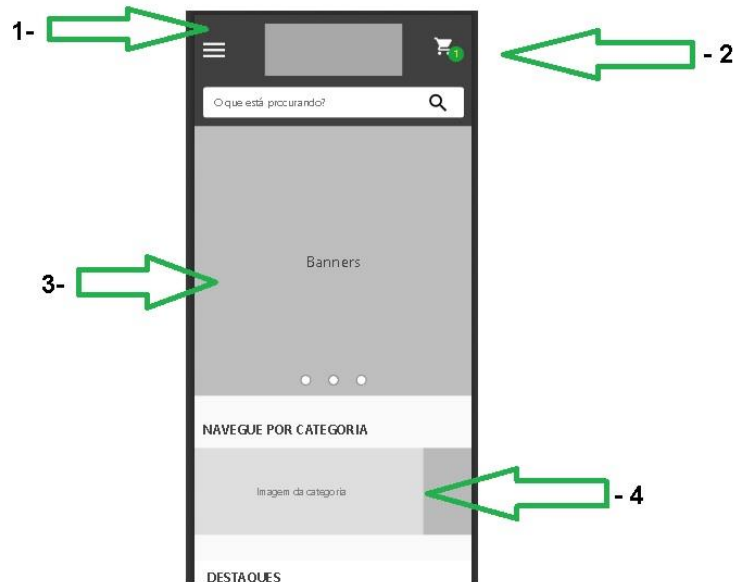 1-
1
- 2
O que está procurando?
Banners
3-
NAVEGUE POR CATEGORIA
Imagem da categoria
- 4
DESTAQUES